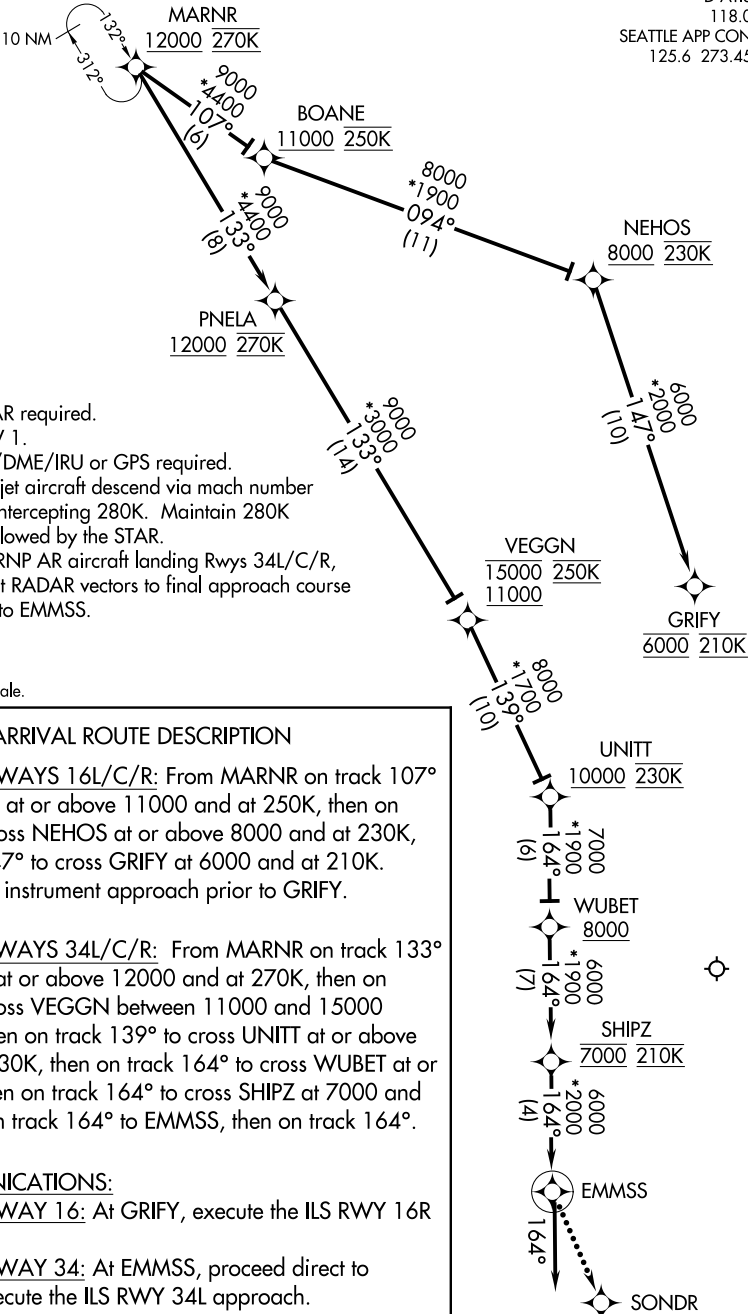 MARNR
12000 270K
10 NM
132°
312°
118.0
SEATTLE APP CON
125.6 273.45
9000
*4400
107°
(6)
BOANE
11000 250K
9000
*4400
133°
(8)
8000
*1900
094°
(11)
NEHOS
8000 230K
PNELA
12000 270K
6000
*2000
147°
(10)
9000
*3000
133°
(14)
AR required.
1.
/DME/IRU or GPS required.
jet aircraft descend via mach number
ntercepting 280K. Maintain 280K
lowed by the STAR.
RNP AR aircraft landing Rwys 34L/C/R,
t RADAR vectors to final approach course
to EMMSS.
VEGGN
15000 250K
11000
GRIFY
6000 210K
ale.
8000
*1700
139°
(10)
UNITT
10000 230K
ARRIVAL ROUTE DESCRIPTION
WAYS 16L/C/R: From MARNR on track 107°
at or above 11000 and at 250K, then on
oss NEHOS at or above 8000 and at 230K,
47° to cross GRIFY at 6000 and at 210K.
instrument approach prior to GRIFY.
7000
*1900
164°
(6)
WUBET
8000
WAYS 34L/C/R: From MARNR on track 133°
at or above 12000 and at 270K, then on
oss VEGGN between 11000 and 15000
en on track 139° to cross UNITT at or above
30K, then on track 164° to cross WUBET at or
en on track 164° to cross SHIPZ at 7000 and
n track 164° to EMMSS, then on track 164°.
6000
*1900
164°
(7)
SHIPZ
7000 210K
6000
*2000
164°
(4)
EMMSS
164°
SONDR
NICATIONS:
WAY 16: At GRIFY, execute the ILS RWY 16R
WAY 34: At EMMSS, proceed direct to
ecute the ILS RWY 34L approach.